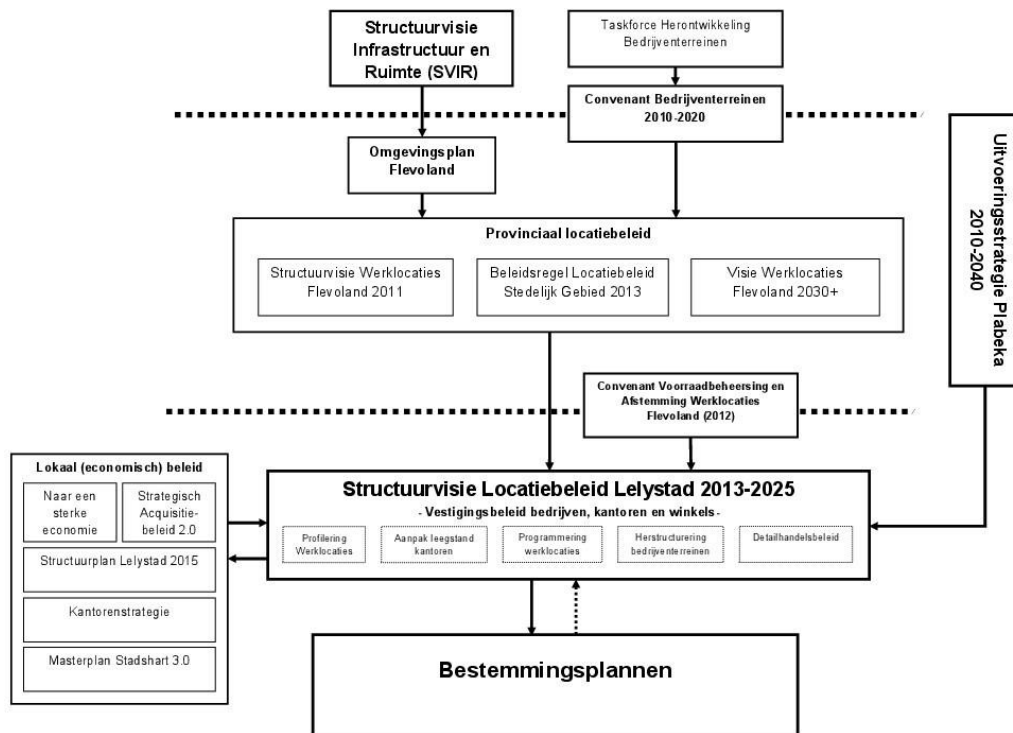 Structuurvisie
Infrastructuur en
Ruimte (SVIR)
Taskforce Herontwikkeling
Bedrijventerreinen
Convenant Bedrijventerreinen
2010-2020
Omgevingsplan
Flevoland
Uitvoeringsstrategie Plabeka
2010-2040
Provinciaal locatiebeleid
Structuurvisie Werklocaties
Flevoland 2011
Beleidsregel Locatiebeleid
Stedelijk Gebied 2013
Visie Werklocaties
Flevoland 2030+
Convenant Voorraadbeheersing en
Afstemming Werklocaties
Flevoland (2012)
Lokaal (economisch) beleid
Naar een
sterke
economie
Strategisch
Acquisitie-
beleid 2.0
Structuurplan Lelystad 2015
Kantorenstrategie
Masterplan Stadshart 3.0
Structuurvisie Locatiebeleid Lelystad 2013-2025
- Vestigingsbeleid bedrijven, kantoren en winkels-
Profilering
Werklocaties
Aanpak leegstand
kantoren
Programmering
werklocaties
Herstructurering
bedrijventerreinen
Detailhandelsbeleid
Bestemmingsplannen